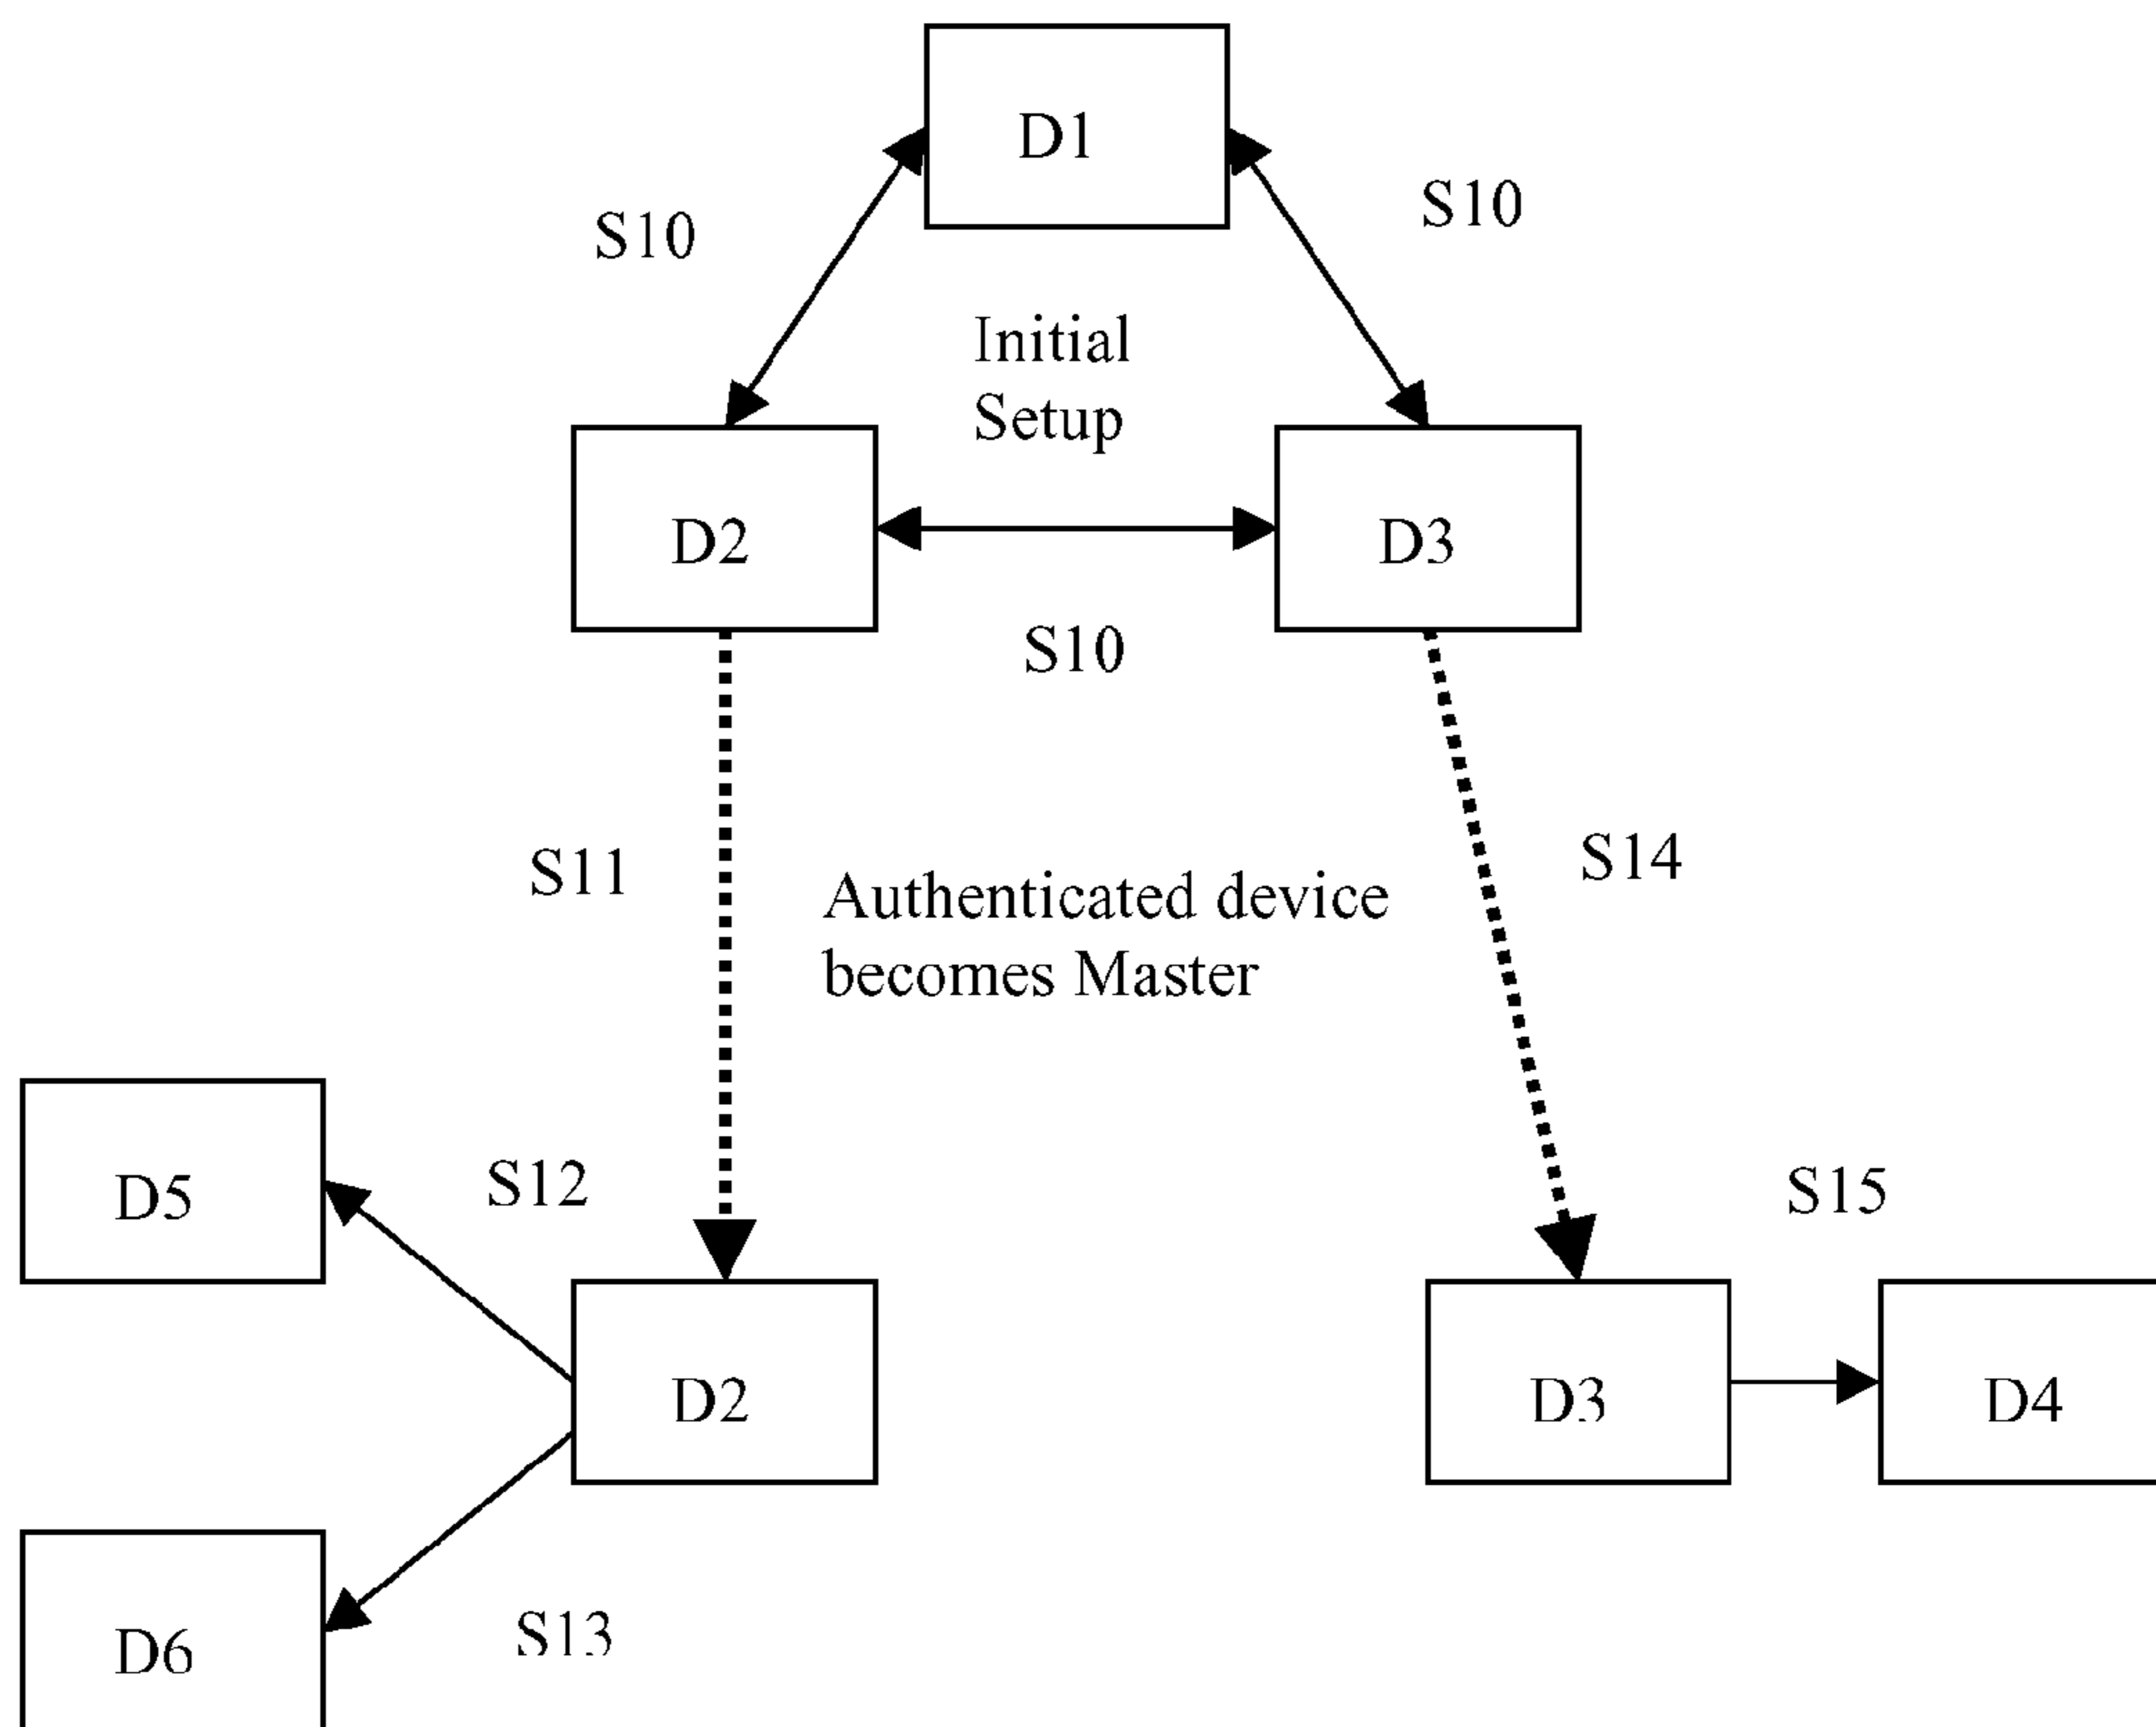 D1
S10
S10
Initial
Setup
D2
D3
S10
S11
S14
Authenticated device
becomes Master
D5
S12
S15
D2
D3
D4
D6
S13